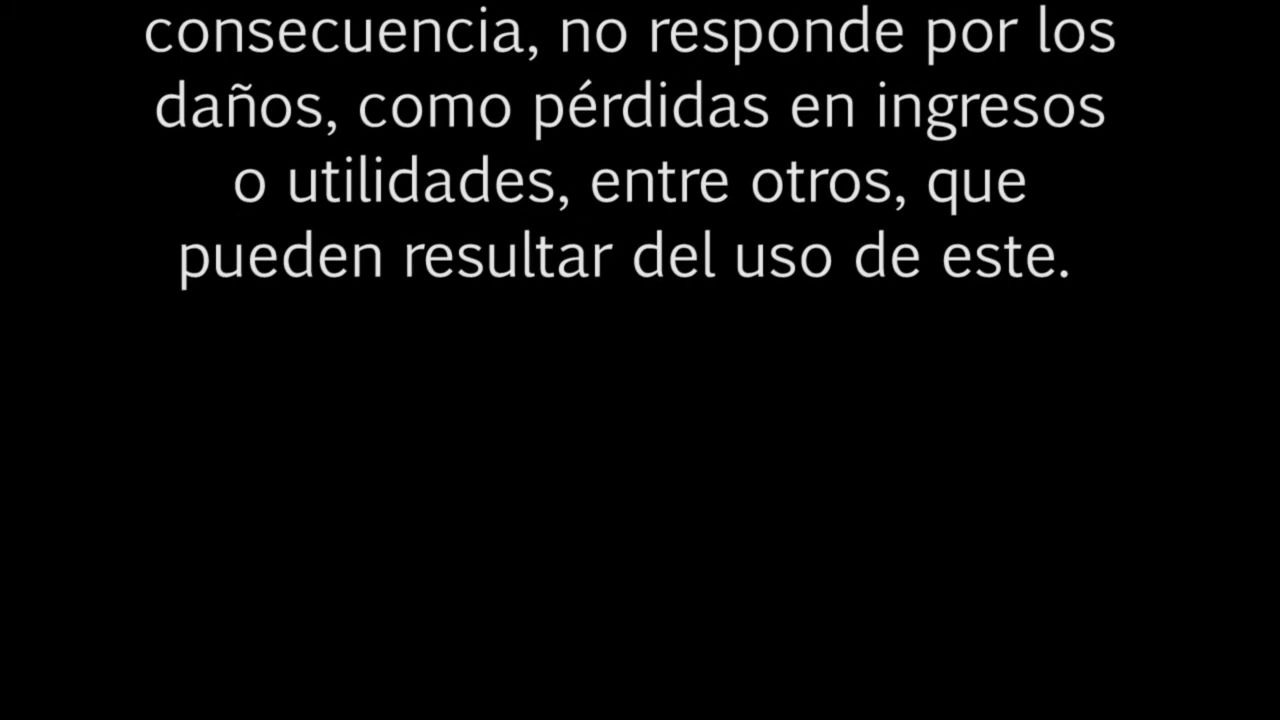 consecuencia, no responde por los
daños, como pérdidas en ingresos
o utilidades, entre otros, que
pueden resultar del uso de este.